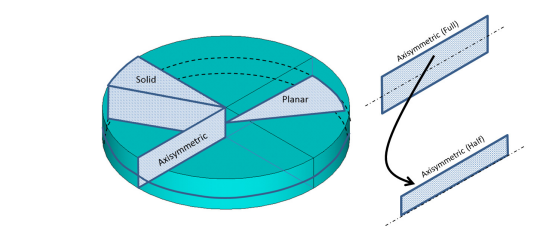 Solid
Planar
Axisymmetric
Axisymmetric (Full)
Axisymmetric (Half)